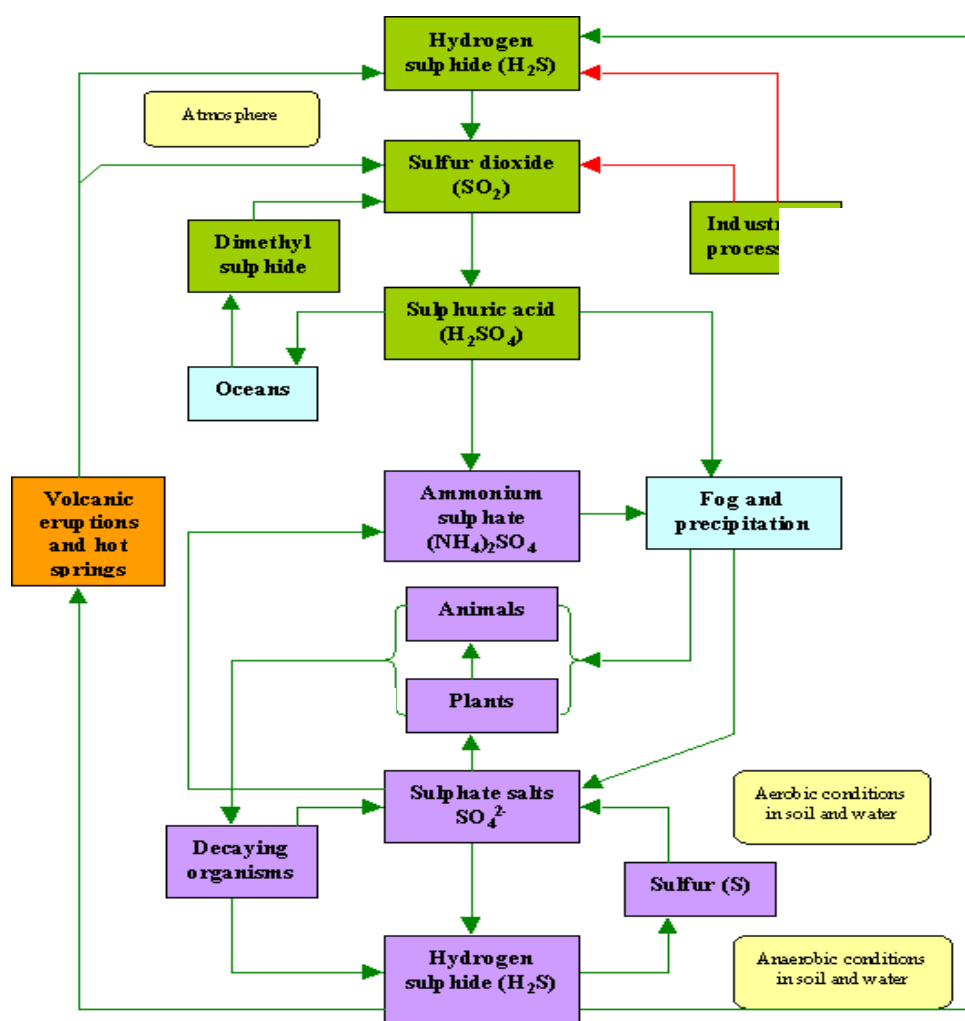 Hydrogen
sulphide (H₂S)
Atmosphere
Sulfur dioxide
(SO₂)
Dimethyl
sulphide
process
Sulphuric acid
(H₂SO₄)
Oceans
Volcanic
eruptions
and hot
springs
Ammonium
sulphate
(NH₄)₂SO₄
Fog and
precipitation
Animals
Plants
Sulphate salts
SO₄²⁻
Aerobic conditions
in soil and water
Decaying
organisms
Sulfur (S)
Hydrogen
sulphide (H₂S)
Anaerobic conditions
in soil and water